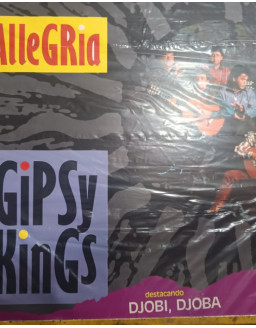 AlleGRia
GiPSy
KinGS
destacando
DJOBI, DJOBA